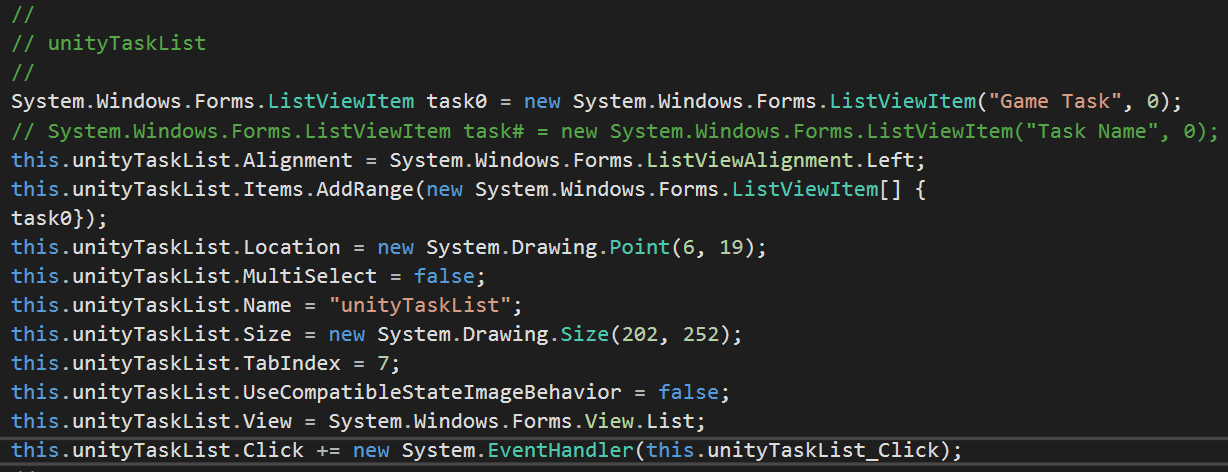 //
// unityTaskList
//
System.Windows.Forms.ListViewItem task0 = new System.Windows.Forms.ListViewItem("Game Task", 0);
// System.Windows.Forms.ListViewItem task# = new System.Windows.Forms.ListViewItem("Task Name", 0);
this.unityTaskList.Alignment = System.Windows.Forms.ListViewAlignment.Left;
this.unityTaskList.Items.AddRange(new System.Windows.Forms.ListViewItem[] {
task0});
this.unityTaskList.Location = new System.Drawing.Point(6, 19);
this.unityTaskList.MultiSelect = false;
this.unityTaskList.Name = "unityTaskList";
this.unityTaskList.Size = new System.Drawing.Size(202, 252);
this.unityTaskList.TabIndex = 7;
this.unityTaskList.UseCompatibleStateImageBehavior = false;
this.unityTaskList.View = System.Windows.Forms.View.List;
this.unityTaskList.Click += new System.EventHandler(this.unityTaskList_Click);